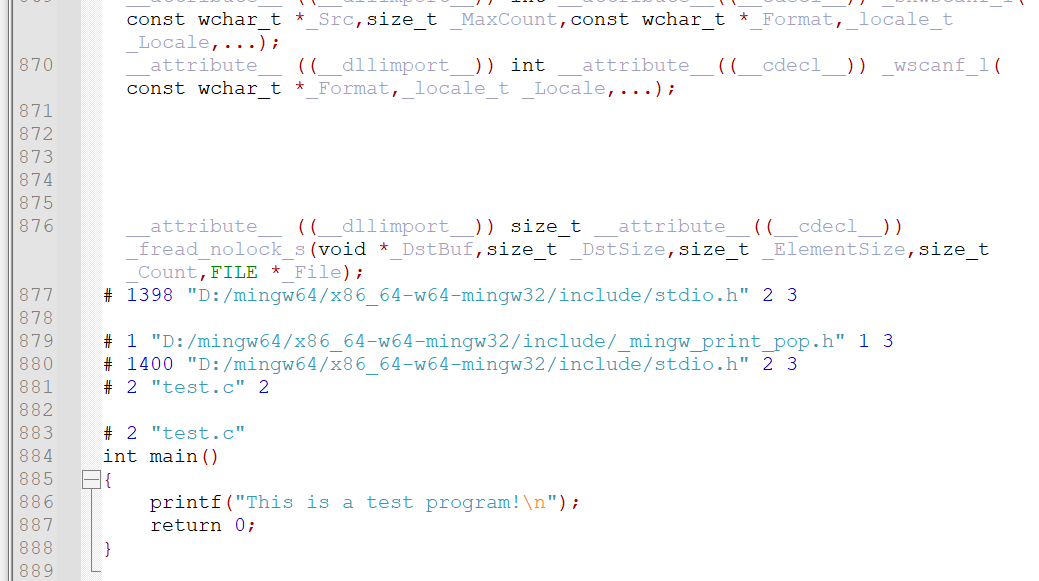 const wchar_t *_Src,size_t _MaxCount,const wchar_t *_Format,_locale_t
_Locale,...);
870 __attribute__ ((__dllimport__)) int __attribute__((__cdecl__)) _wscanf_l(
const wchar_t *_Format,_locale_t _Locale,...);
871
872
873
874
875
876 __attribute__ ((__dllimport__)) size_t __attribute__((__cdecl__))
_fread_nolock_s(void *_DstBuf,size_t _DstSize,size_t _ElementSize,size_t
_Count,FILE *_File);
877 # 1398 "D:/mingw64/x86_64-w64-mingw32/include/stdio.h" 2 3
878
879 # 1 "D:/mingw64/x86_64-w64-mingw32/include/_mingw_print_pop.h" 1 3
880 # 1400 "D:/mingw64/x86_64-w64-mingw32/include/stdio.h" 2 3
881 # 2 "test.c" 2
882
883 # 2 "test.c"
884 int main()
885 {
886 printf("This is a test program!\n");
887 return 0;
888 }
889